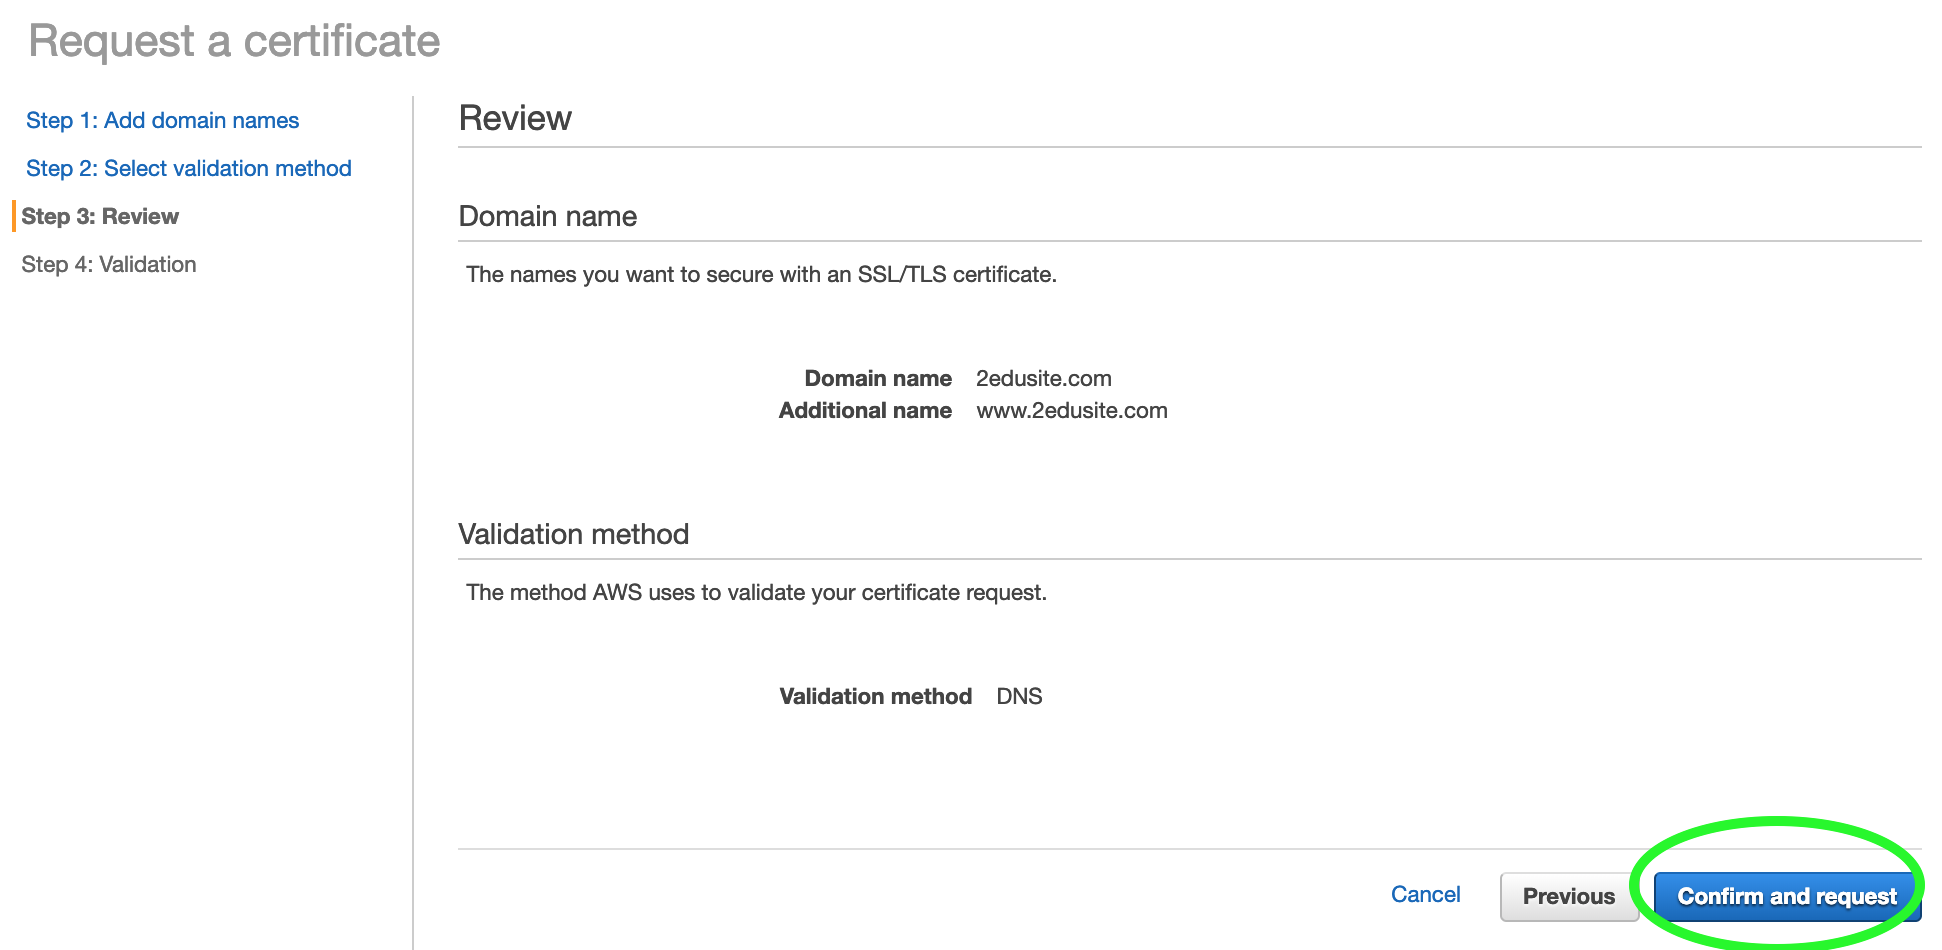 Request a certificate
Step 1: Add domain names
Step 2: Select validation method
Step 3: Review
Step 4: Validation
Review
Domain name
The names you want to secure with an SSL/TLS certificate.
Domain name 2edusite.com
Additional name www.2edusite.com
Validation method
The method AWS uses to validate your certificate request.
Validation method DNS
Cancel Previous Confirm and request